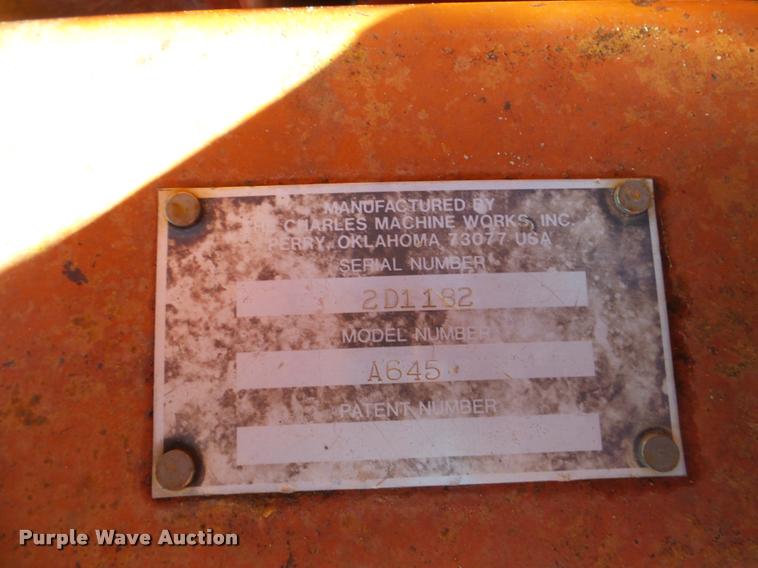 MANUFACTURED BY
THE CHARLES MACHINE WORKS, INC.
PERRY, OKLAHOMA 73077 USA
SERIAL NUMBER
2D1182
MODEL NUMBER
A645
PATENT NUMBER
Purple Wave Auction